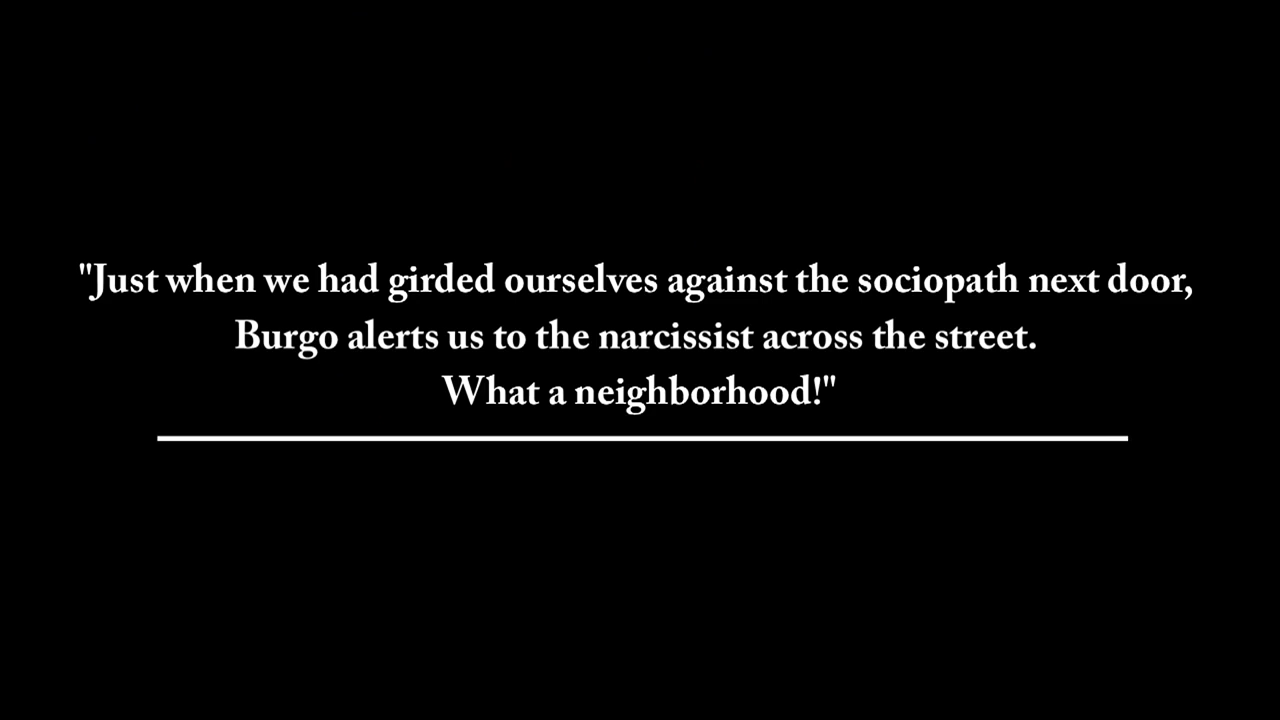 "Just when we had girded ourselves against the sociopath next door,
Burgo alerts us to the narcissist across the street.
What a neighborhood!"